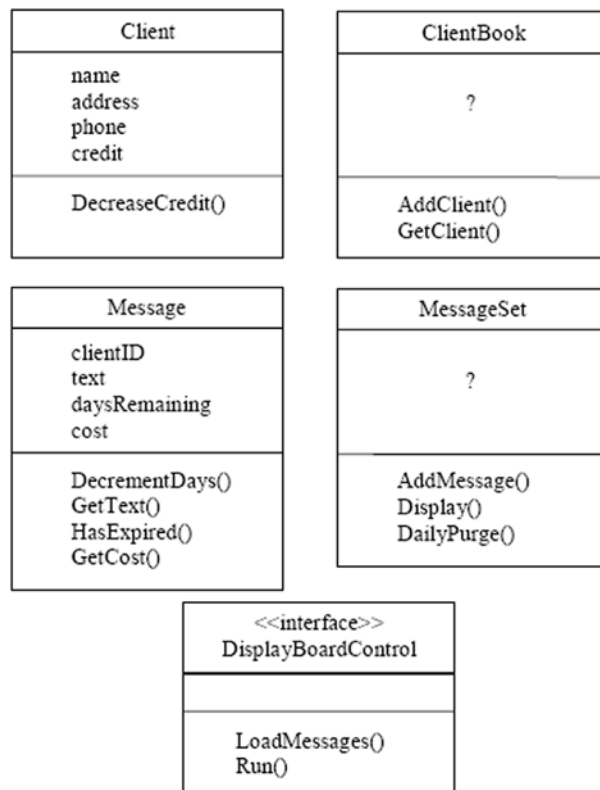 Client
name
address
phone
credit
DecreaseCredit()
ClientBook
?
AddClient()
GetClient()
Message
clientID
text
daysRemaining
cost
DecrementDays()
GetText()
HasExpired()
GetCost()
MessageSet
?
AddMessage()
Display()
DailyPurge()
<<interface>>
DisplayBoardControl
LoadMessages()
Run()